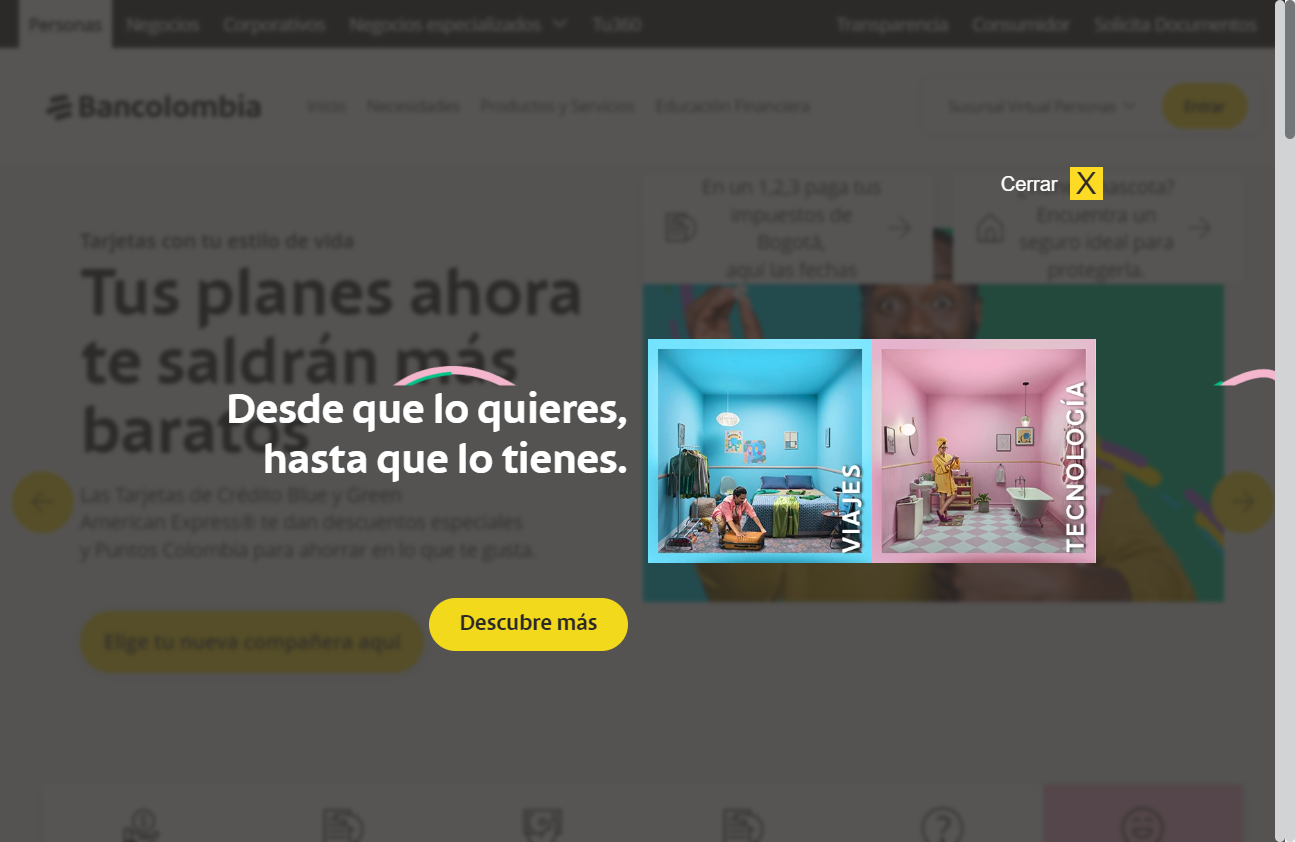 Personas Negocios Corporativos Negocios especializados Tu360 Transparencia Consumidor Solicita Documentos
Bancolombia Inicio Necesidades Productos y Servicios Educación Financiera Sucursal Virtual Personas Entrar
Cerrar X
En un 1,2,3 paga tus
impuestos de
Bogotá,
aquí las fechas
mascota?
Encuentra un
seguro ideal para
protegerla.
Tarjetas con tu estilo de vida
Tus planes ahora
te saldrán más
baratos
Desde que lo quieres,
hasta que lo tienes.
VIAJES
TECNOLOGÍA
Las Tarjetas de Crédito Blue y Green
American Express® te dan descuentos especiales
y Puntos Colombia para ahorrar en lo que te gusta.
Descubre más
Elige tu nueva compañera aquí